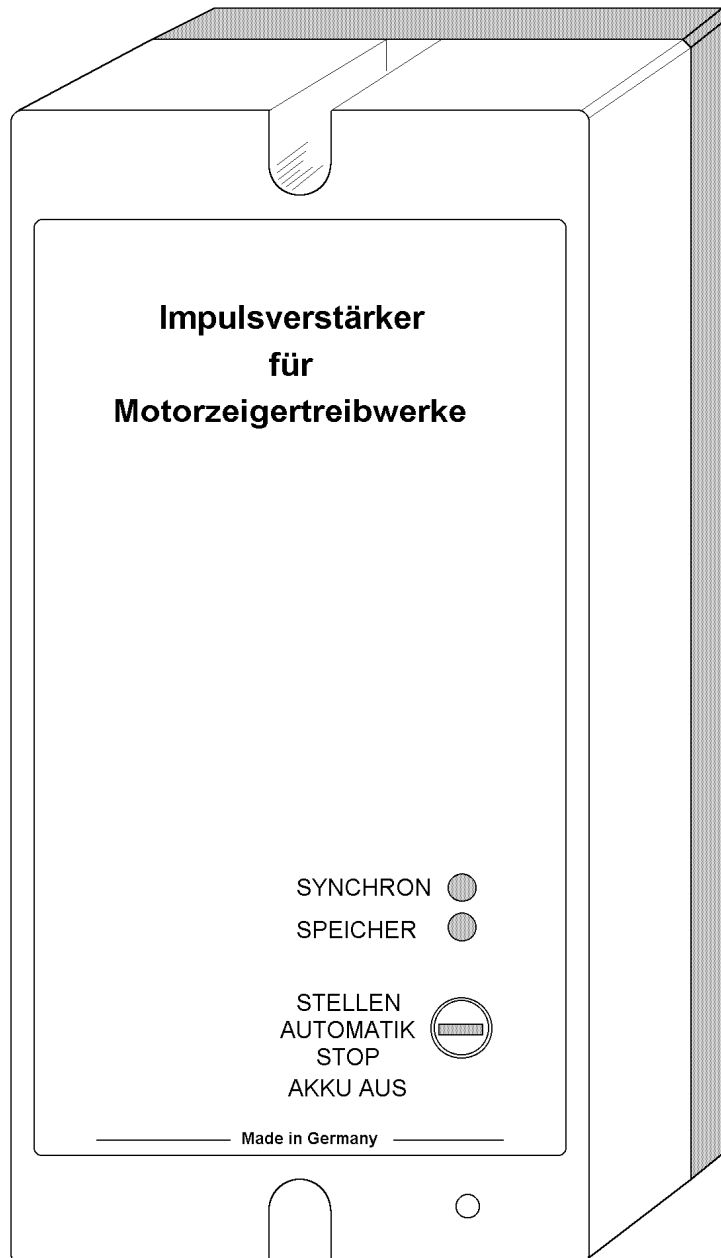 Impulsverstärker
für
Motorzeigertreibwerke
SYNCHRON
SPEICHER
STELLEN
AUTOMATIK
STOP
AKKU AUS
Made in Germany